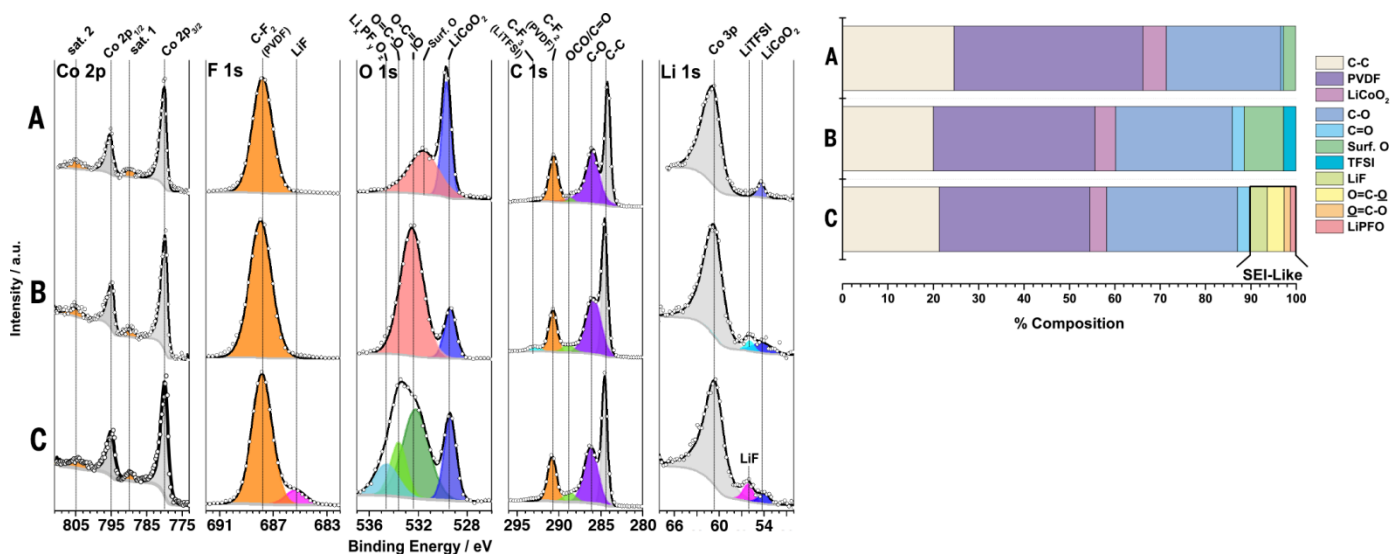 sat. 2
Co 2p1/2
sat. 1
Co 2p3/2
C-F2
(PVDF)
LiF
LixPFyOz
O=C-O
O-C=O
Surf. O
LiCoO2
C-F3
(LiTFSI)
C-F2
(PVDF)
OCO/C=O
C-O
C-C
Co 3p
LiTFSI
LiCoO2
Co 2p
F 1s
O 1s
C 1s
Li 1s
A
B
C
LiF
Intensity / a.u.
805 795 785 775
691 687 683
536 532 528
295 290 285 280
66 60 54
Binding Energy / eV
A
B
C
SEI-Like
0 10 20 30 40 50 60 70 80 90 100
% Composition
C-C
PVDF
LiCoO2
C-O
C=O
Surf. O
TFSI
LiF
O=C-O
O=C-O
LiPFO